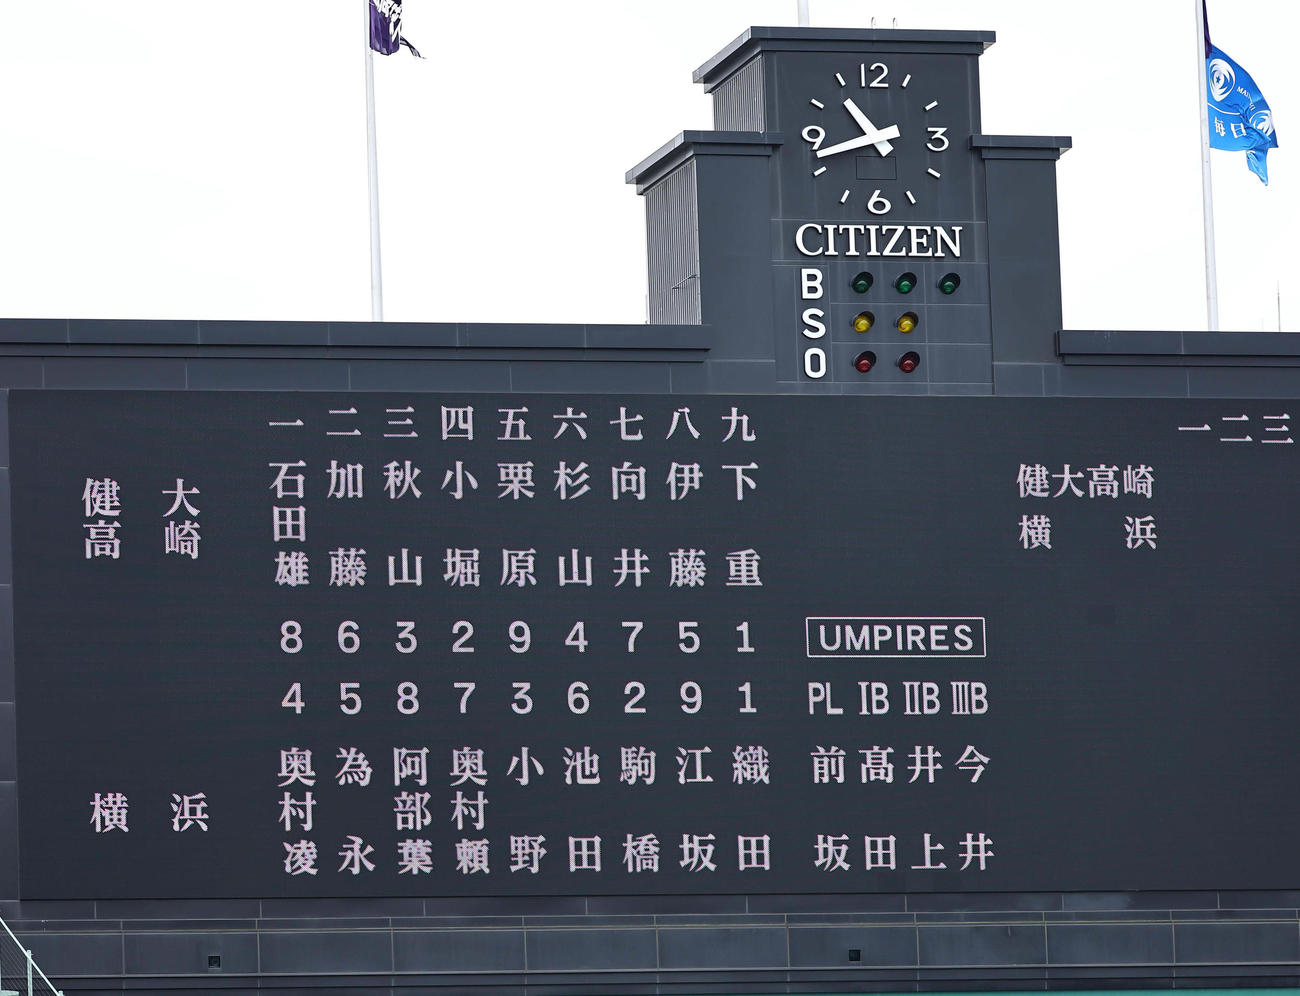 12
9 3
6
CITIZEN
B
S
O
毎日
一 二 三 四 五 六 七 八 九
健大高崎
石田雄 加藤 秋山 小堀 栗原 杉山 向井 伊藤 下重
8 6 3 2 9 4 7 5 1
4 5 8 7 3 6 2 9 1
横浜
奥村凌 為永 阿部葉 奥村頼 小野 池田 駒橋 江坂 織田
一二三
健大高崎
横浜
UMPIRES
PL IB IIB IIIB
前坂 髙田 井上 今井